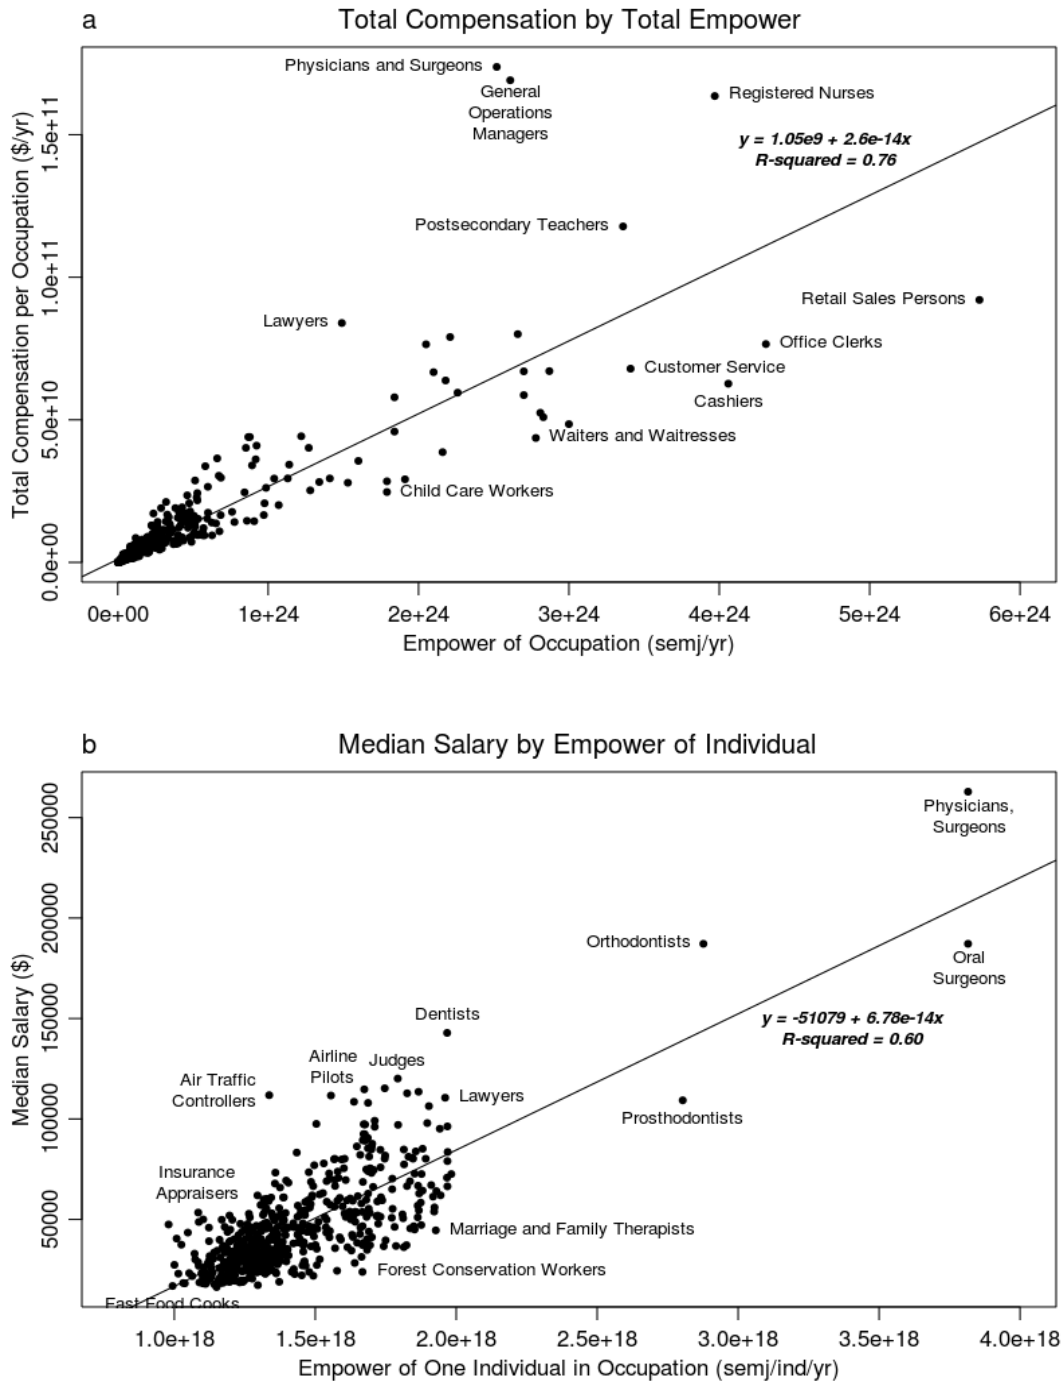 a
Total Compensation by Total Empower
Physicians and Surgeons
General
Operations
Managers
Registered Nurses
y = 1.05e9 + 2.6e-14x
R-squared = 0.76
Postsecondary Teachers
Retail Sales Persons
Lawyers
Office Clerks
Customer Service
Cashiers
Waiters and Waitresses
Child Care Workers
Total Compensation per Occupation ($/yr)
0.0e+00
5.0e+10
1.0e+11
1.5e+11
0e+00
1e+24
2e+24
3e+24
4e+24
5e+24
6e+24
Empower of Occupation (semj/yr)
b
Median Salary by Empower of Individual
Physicians,
Surgeons
Orthodontists
Oral
Surgeons
Dentists
y = -51079 + 6.78e-14x
R-squared = 0.60
Airline
Pilots
Judges
Air Traffic
Controllers
Lawyers
Prosthodontists
Insurance
Appraisers
Marriage and Family Therapists
Forest Conservation Workers
Fast Food Cooks
Median Salary ($)
50000
100000
150000
200000
250000
1.0e+18
1.5e+18
2.0e+18
2.5e+18
3.0e+18
3.5e+18
4.0e+18
Empower of One Individual in Occupation (semj/ind/yr)